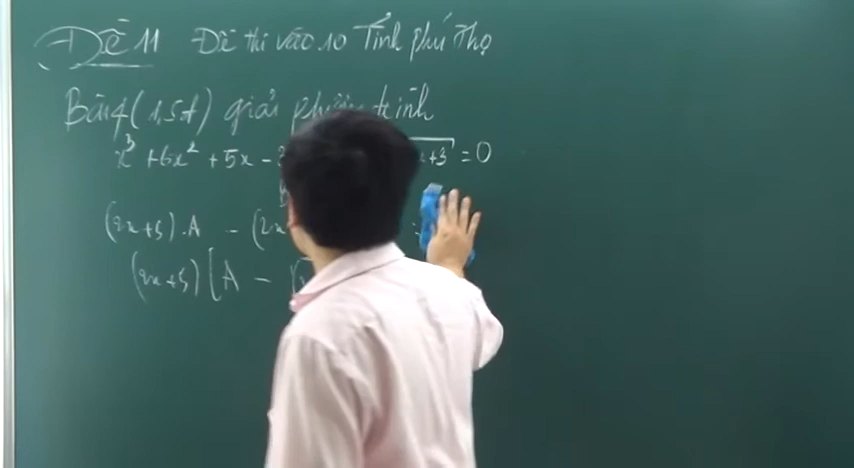 Đề 11 Đề thi vào 10 Tỉnh phú Thọ
Bài 4 (1,5đ) giải phương trình
x³ + 6x² + 5x - +3 = 0
(2x+5).A - (2x
(2x+5)[A -